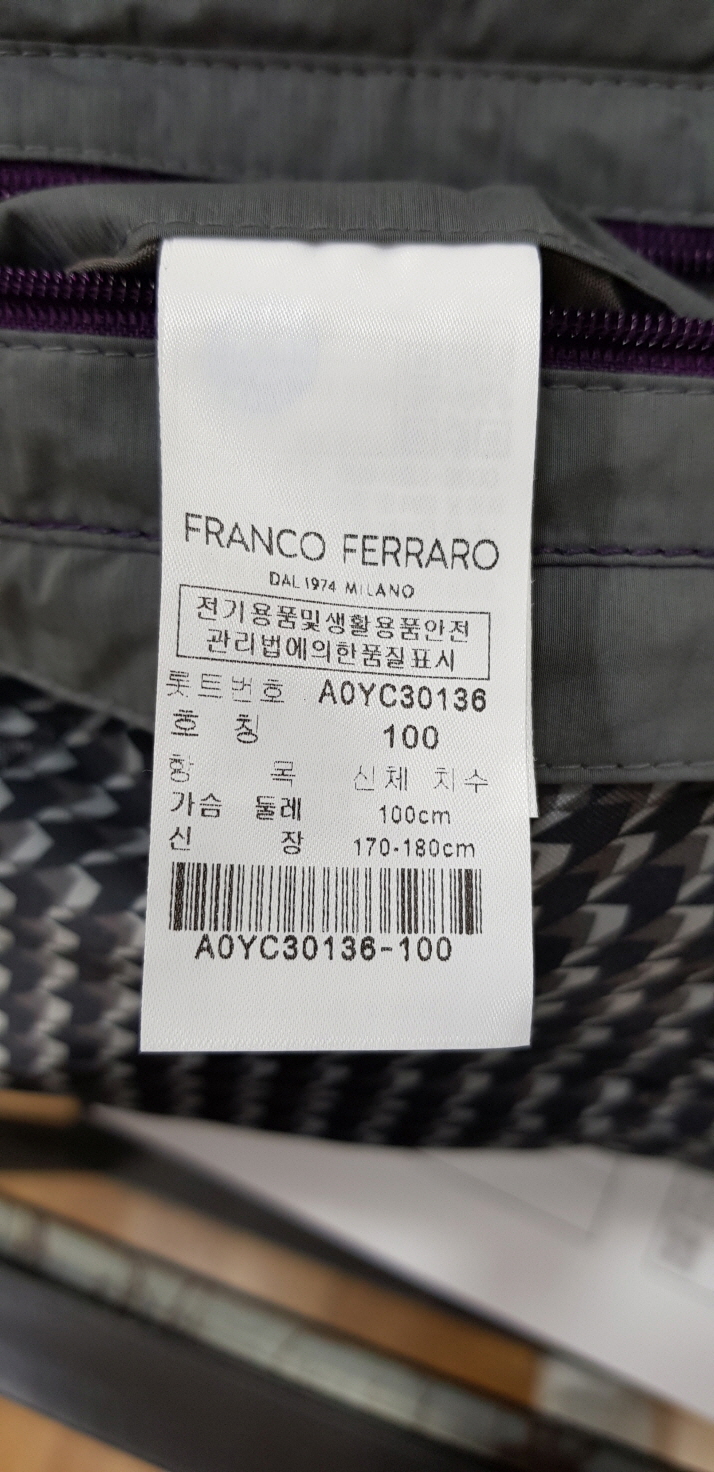 FRANCO FERRARO
DAL 1974 MILANO
전기용품및생활용품안전
관리법에의한품질표시
롯트번호 A0YC30136
호 칭 100
항 목 신체 치수
가슴 둘레 100cm
신 장 170-180cm
A0YC30136-100